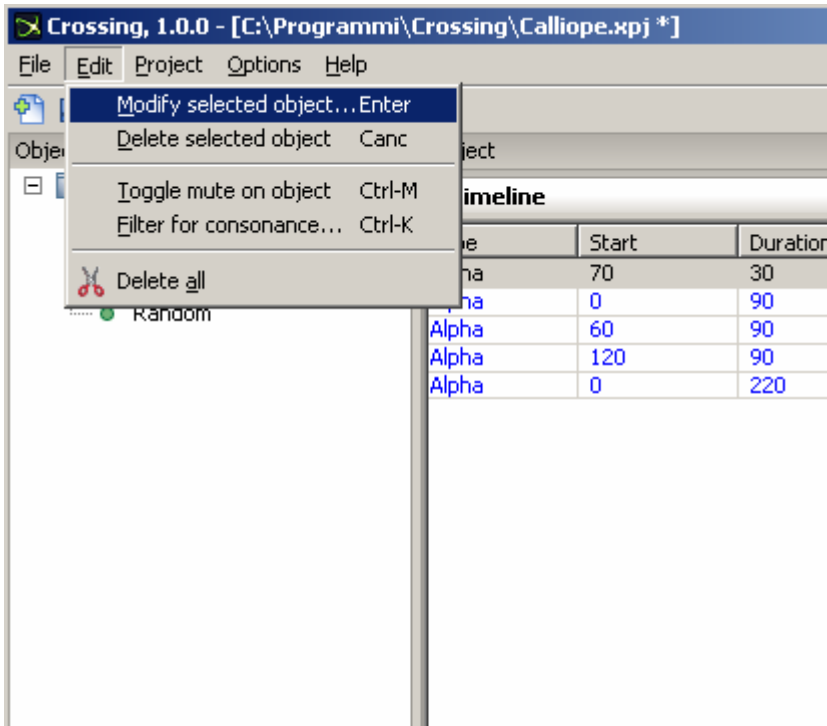 Crossing, 1.0.0 - [C:\Programmi\Crossing\Calliope.xpj *]
File Edit Project Options Help
Modify selected object... Enter
Delete selected object Canc
Toggle mute on object Ctrl-M
Filter for consonance... Ctrl-K
Delete all
Random
Start Duration
70 30
0 90
Alpha 60 90
Alpha 120 90
Alpha 0 220